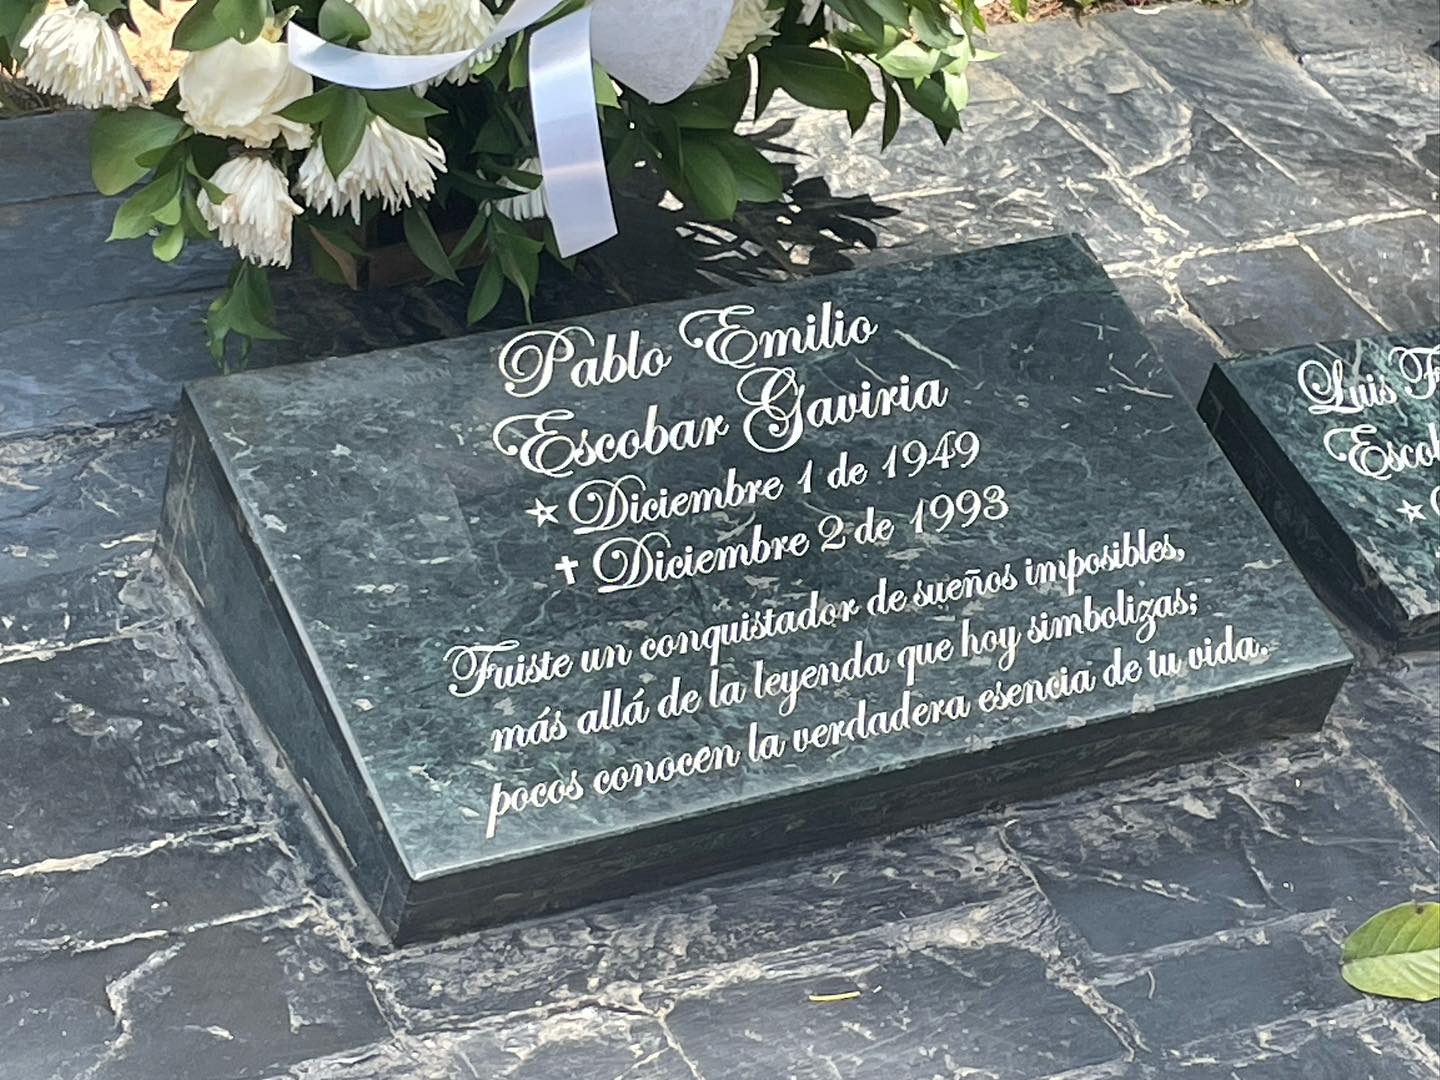 Pablo Emilio
Escobar Gaviria
Diciembre 1 de 1949
Diciembre 2 de 1993
Fuiste un conquistador de sueños imposibles,
más allá de la leyenda que hoy simbolizas;
pocos conocen la verdadera esencia de tu vida.
Luis